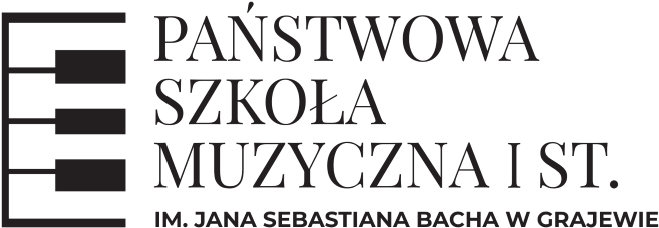 PAŃSTWOWA
SZKOŁA
MUZYCZNA I ST.
IM. JANA SEBASTIANA BACHA W GRAJEWIE